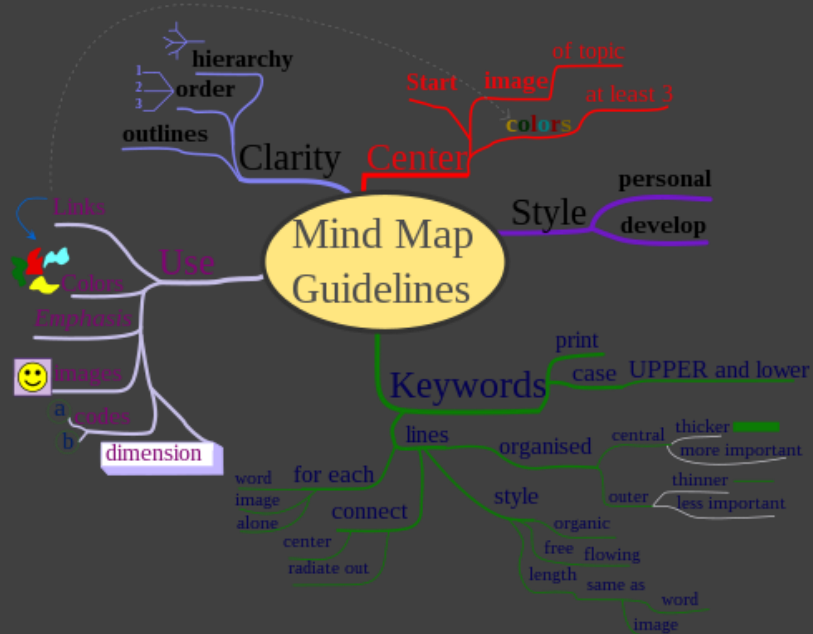 Mind Map
Guidelines
Clarity
hierarchy
order
1
2
3
outlines
Center
Start
image
of topic
colors
at least 3
Style
personal
develop
Use
Links
Colors
Emphasis
Images
codes
a
b
dimension
Keywords
print
case
UPPER and lower
lines
organised
central
thicker
more important
outer
thinner
less important
style
organic
free
flowing
length
same as
word
image
for each
word
image
alone
connect
center
radiate out